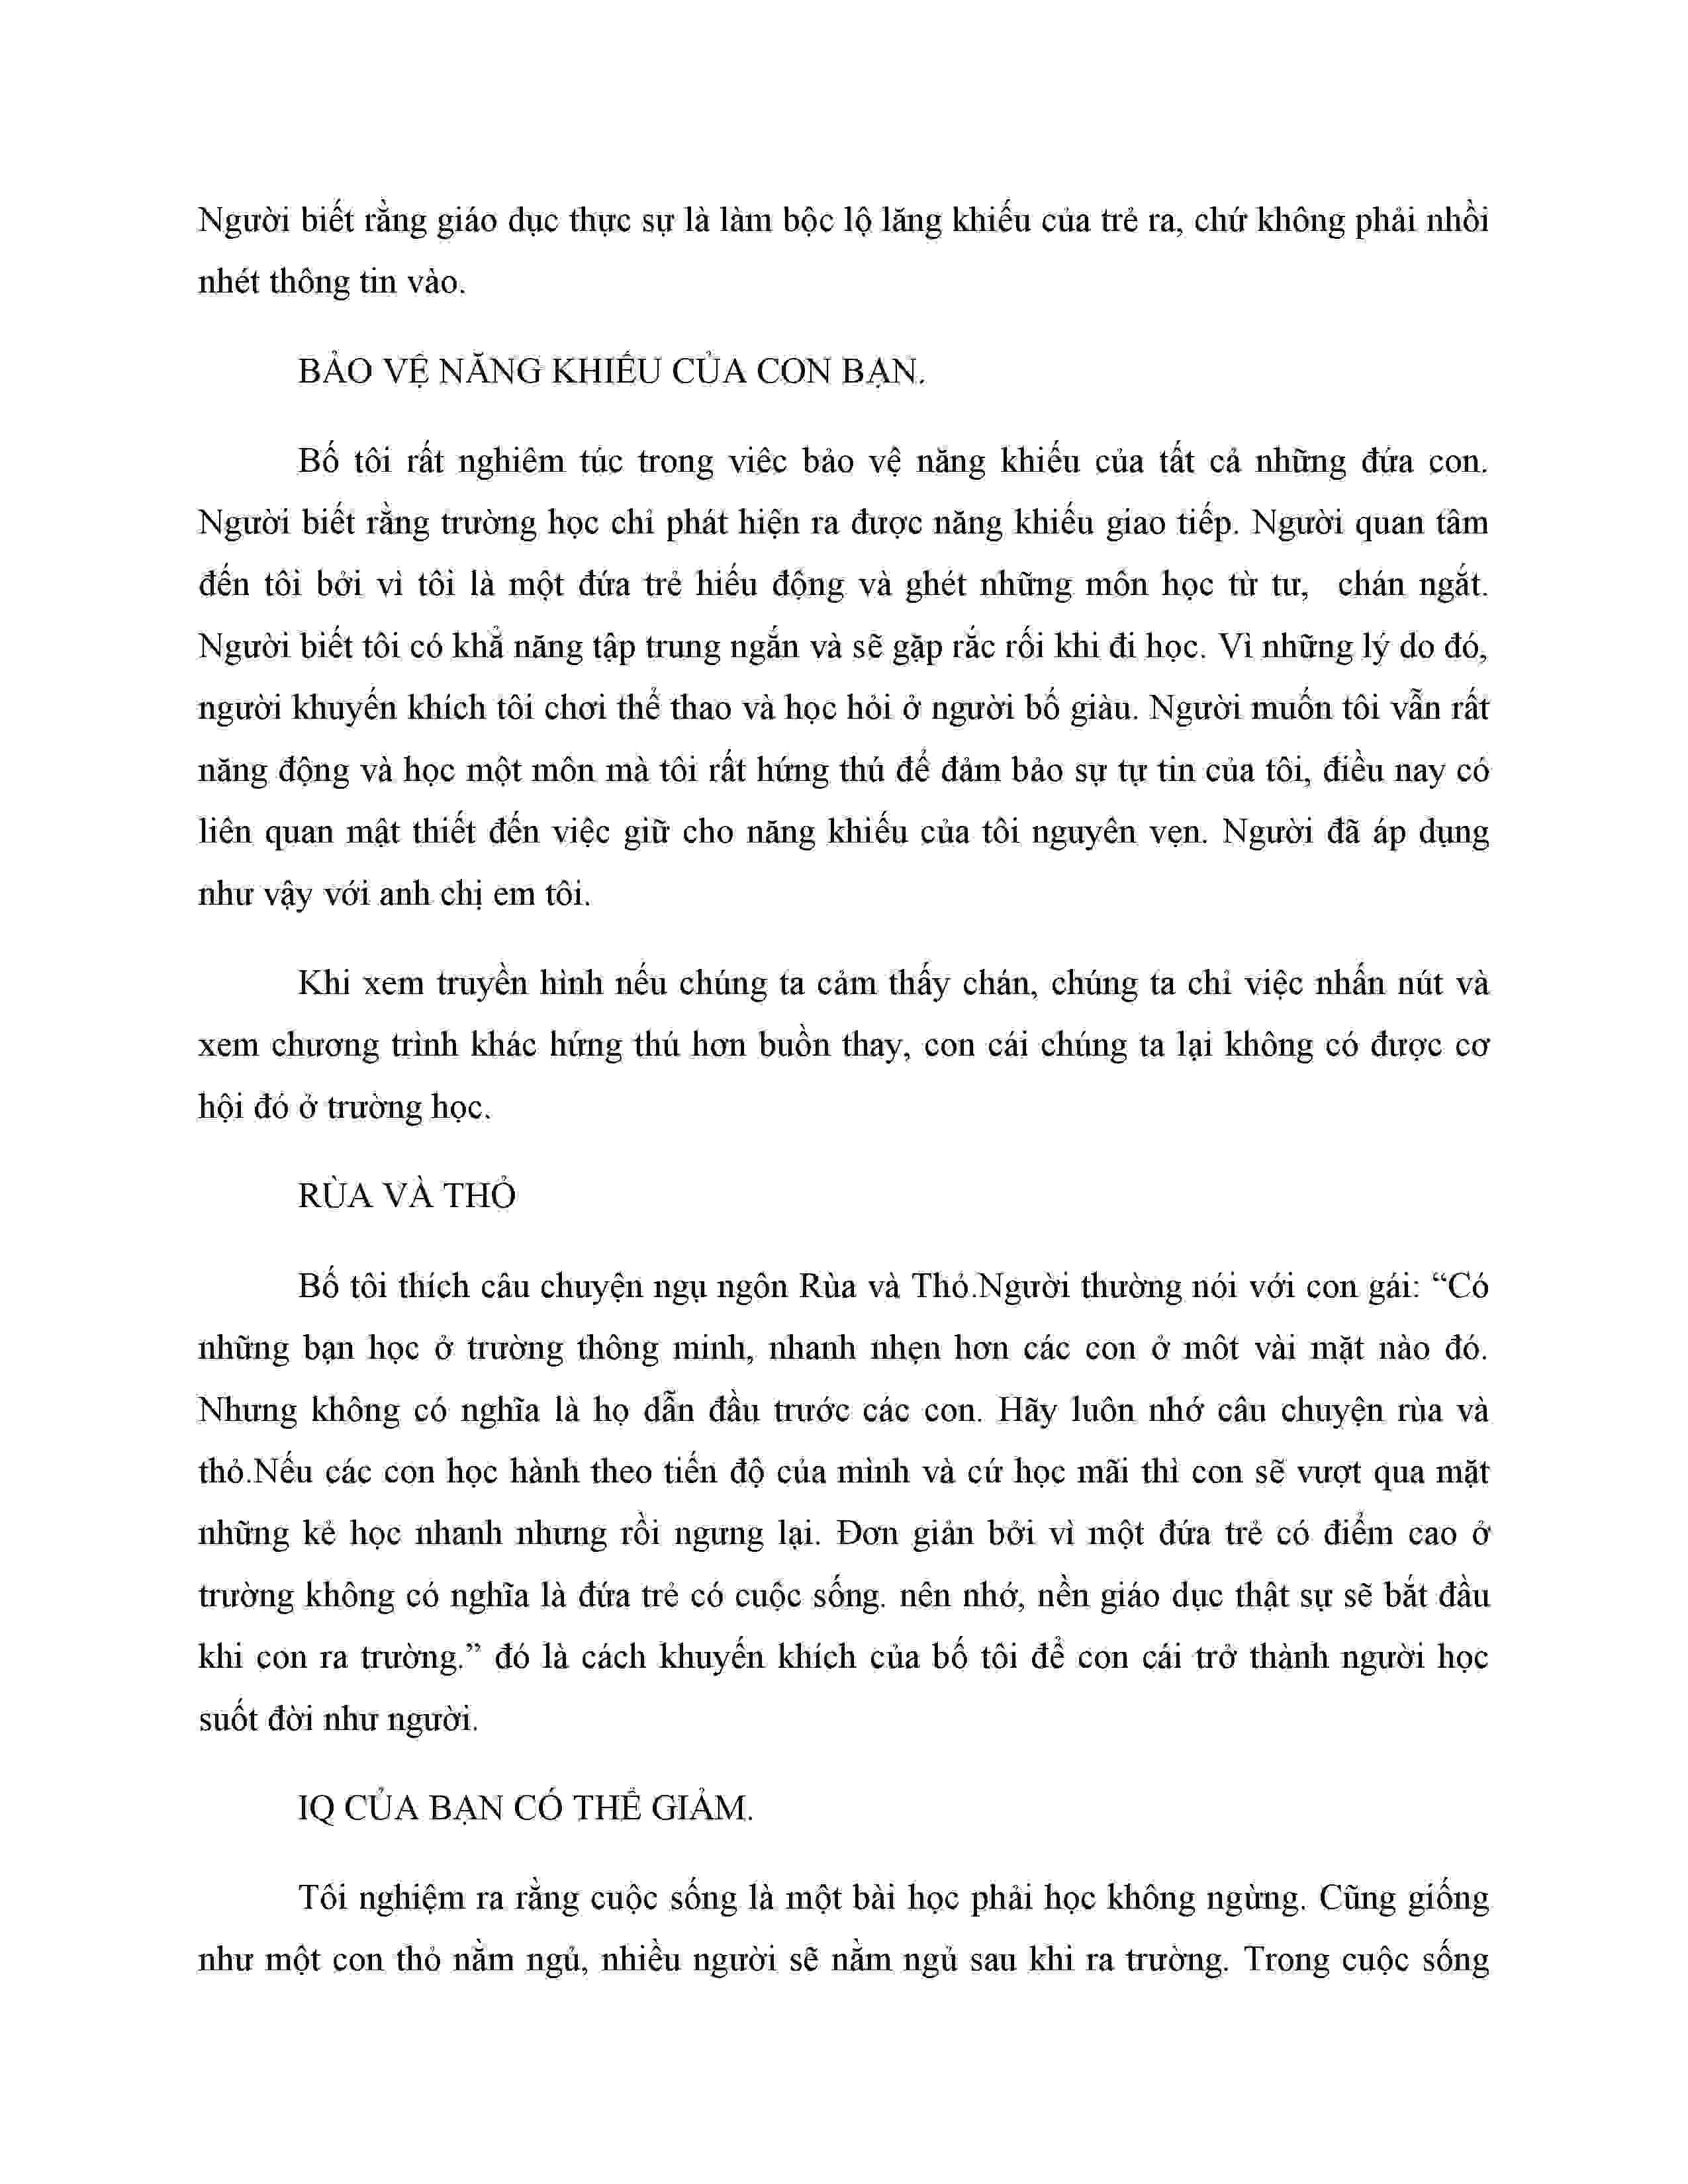 Người biết rằng giáo dục thực sự là làm bộc lộ lăng khiếu của trẻ ra, chứ không phải nhồi
nhét thông tin vào.
BẢO VỆ NĂNG KHIẾU CỦA CON BẠN.
Bố tôi rất nghiêm túc trong viêc bảo vệ năng khiếu của tất cả những đứa con.
Người biết rằng trường học chỉ phát hiện ra được năng khiếu giao tiếp. Người quan tâm
đến tôi bởi vì tôi là một đứa trẻ hiếu động và ghét những môn học từ tư, chán ngắt.
Người biết tôi có khả năng tập trung ngắn và sẽ gặp rắc rối khi đi học. Vì những lý do đó,
người khuyến khích tôi chơi thể thao và học hỏi ở người bố giàu. Người muốn tôi vẫn rất
năng động và học một môn mà tôi rất hứng thú để đảm bảo sự tự tin của tôi, điều nay có
liên quan mật thiết đến việc giữ cho năng khiếu của tôi nguyên vẹn. Người đã áp dụng
như vậy với anh chị em tôi.
Khi xem truyền hình nếu chúng ta cảm thấy chán, chúng ta chỉ việc nhấn nút và
xem chương trình khác hứng thú hơn buồn thay, con cái chúng ta lại không có được cơ
hội đó ở trường học.
RÙA VÀ THỎ
Bố tôi thích câu chuyện ngụ ngôn Rùa và Thỏ.Người thường nói với con gái: “Có
những bạn học ở trường thông minh, nhanh nhẹn hơn các con ở môt vài mặt nào đó.
Nhưng không có nghĩa là họ dẫn đầu trước các con. Hãy luôn nhớ câu chuyện rùa và
thỏ.Nếu các con học hành theo tiến độ của mình và cứ học mãi thì con sẽ vượt qua mặt
những kẻ học nhanh nhưng rồi ngưng lại. Đơn giản bởi vì một đứa trẻ có điểm cao ở
trường không có nghĩa là đứa trẻ có cuộc sống. nên nhớ, nền giáo dục thật sự sẽ bắt đầu
khi con ra trường.” đó là cách khuyến khích của bố tôi để con cái trở thành người học
suốt đời như người.
IQ CỦA BẠN CÓ THỂ GIẢM.
Tôi nghiệm ra rằng cuộc sống là một bài học phải học không ngừng. Cũng giống
như một con thỏ nằm ngủ, nhiều người sẽ nằm ngủ sau khi ra trường. Trong cuộc sống